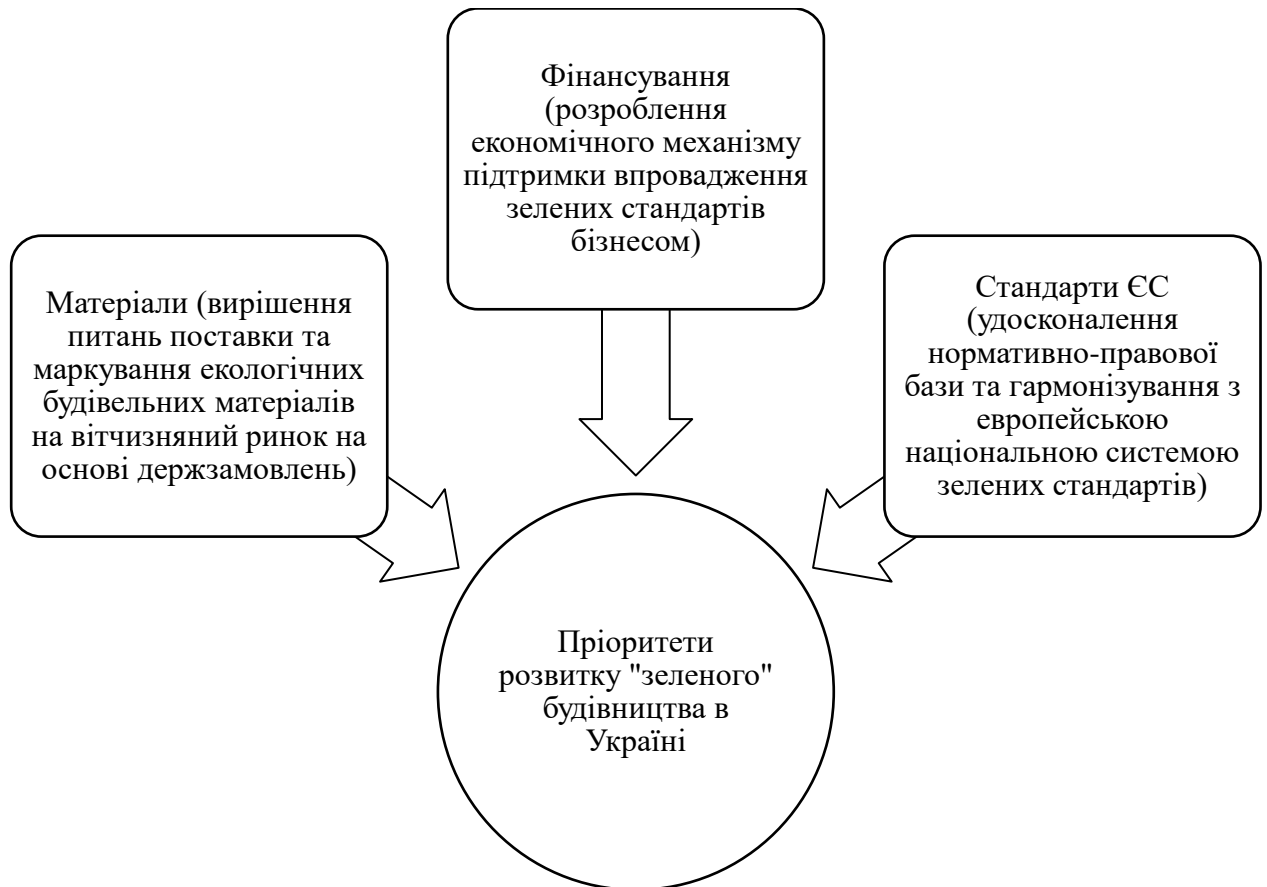 Фінансування
(розроблення
економічного механізму
підтримки впровадження
зелених стандартів
бізнесом)
Матеріали (вирішення
питань поставки та
маркування екологічних
будівельних матеріалів
на вітчизняний ринок на
основі держзамовлень)
Стандарти ЄС
(удосконалення
нормативно-правової
бази та гармонізування з
европейською
національною системою
зелених стандартів)
Пріоритети
розвитку "зеленого"
будівництва в
Україні